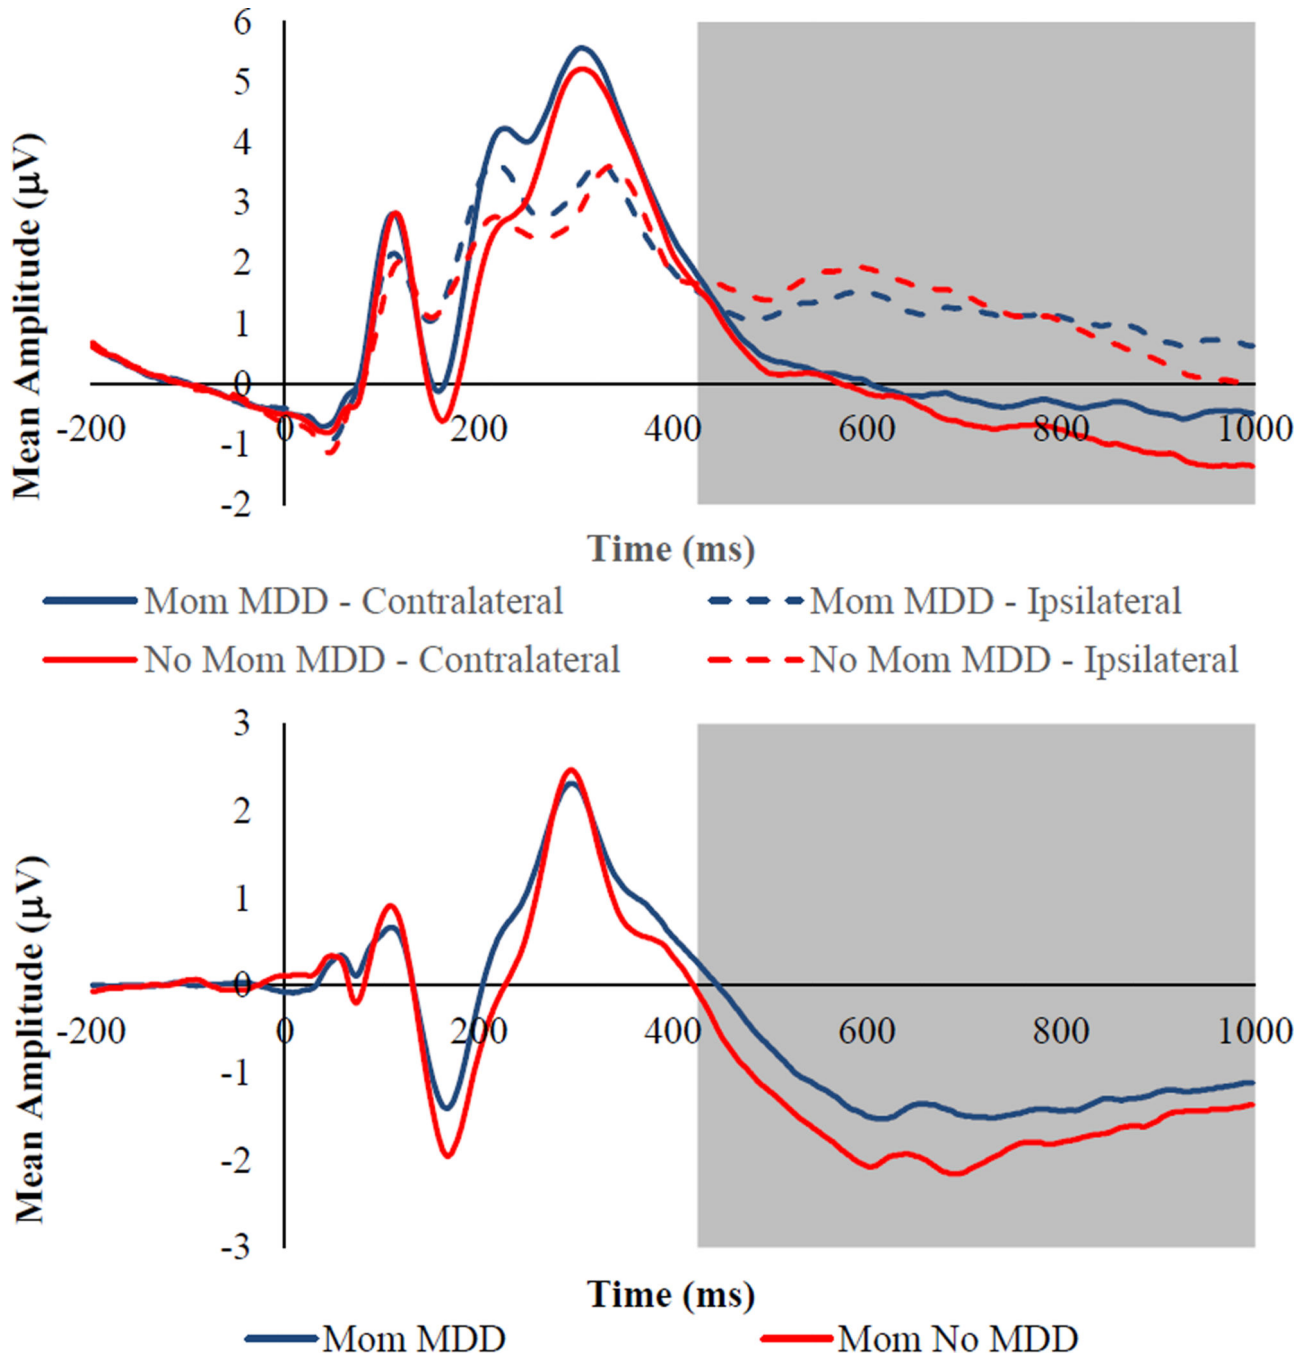 6
5
4
3
2
1
0
-1
-2
-200 0 200 400 600 800 1000
Mean Amplitude (µV)
Time (ms)
Mom MDD - Contralateral Mom MDD - Ipsilateral
No Mom MDD - Contralateral No Mom MDD - Ipsilateral
3
2
1
0
-1
-2
-3
-200 0 200 400 600 800 1000
Mean Amplitude (µV)
Time (ms)
Mom MDD Mom No MDD